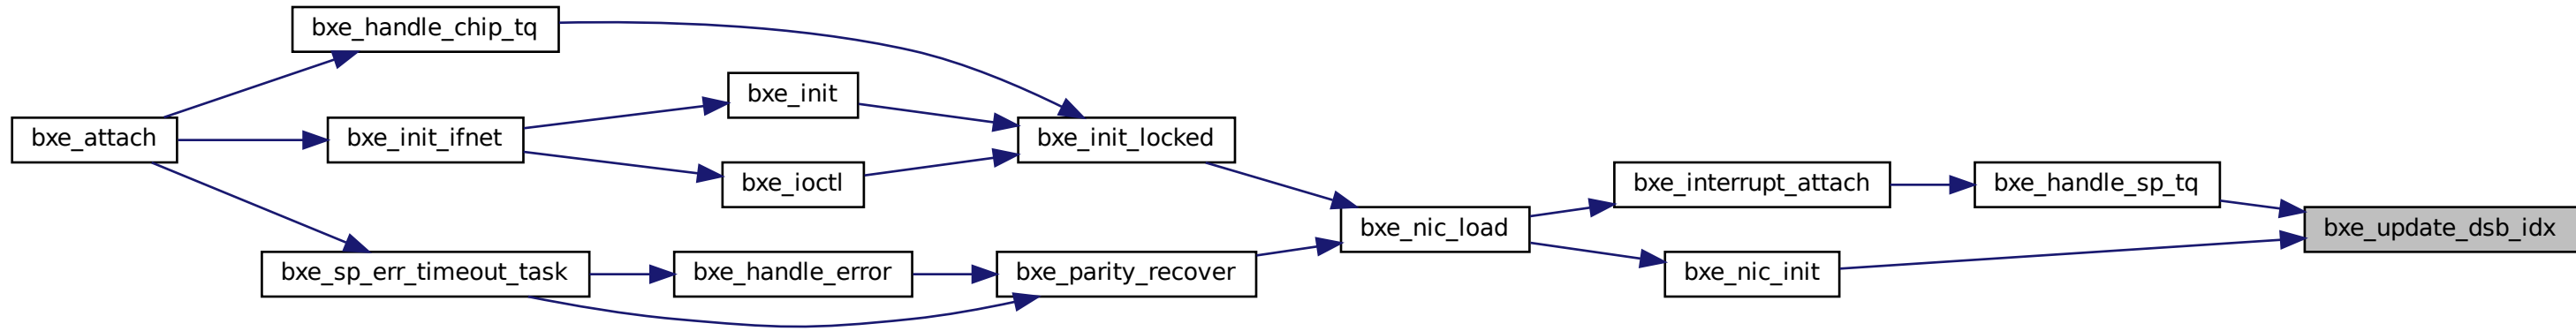 bxe_handle_chip_tq
bxe_init
bxe_attach
bxe_init_ifnet
bxe_init_locked
bxe_ioctl
bxe_interrupt_attach
bxe_handle_sp_tq
bxe_nic_load
bxe_update_dsb_idx
bxe_sp_err_timeout_task
bxe_handle_error
bxe_parity_recover
bxe_nic_init